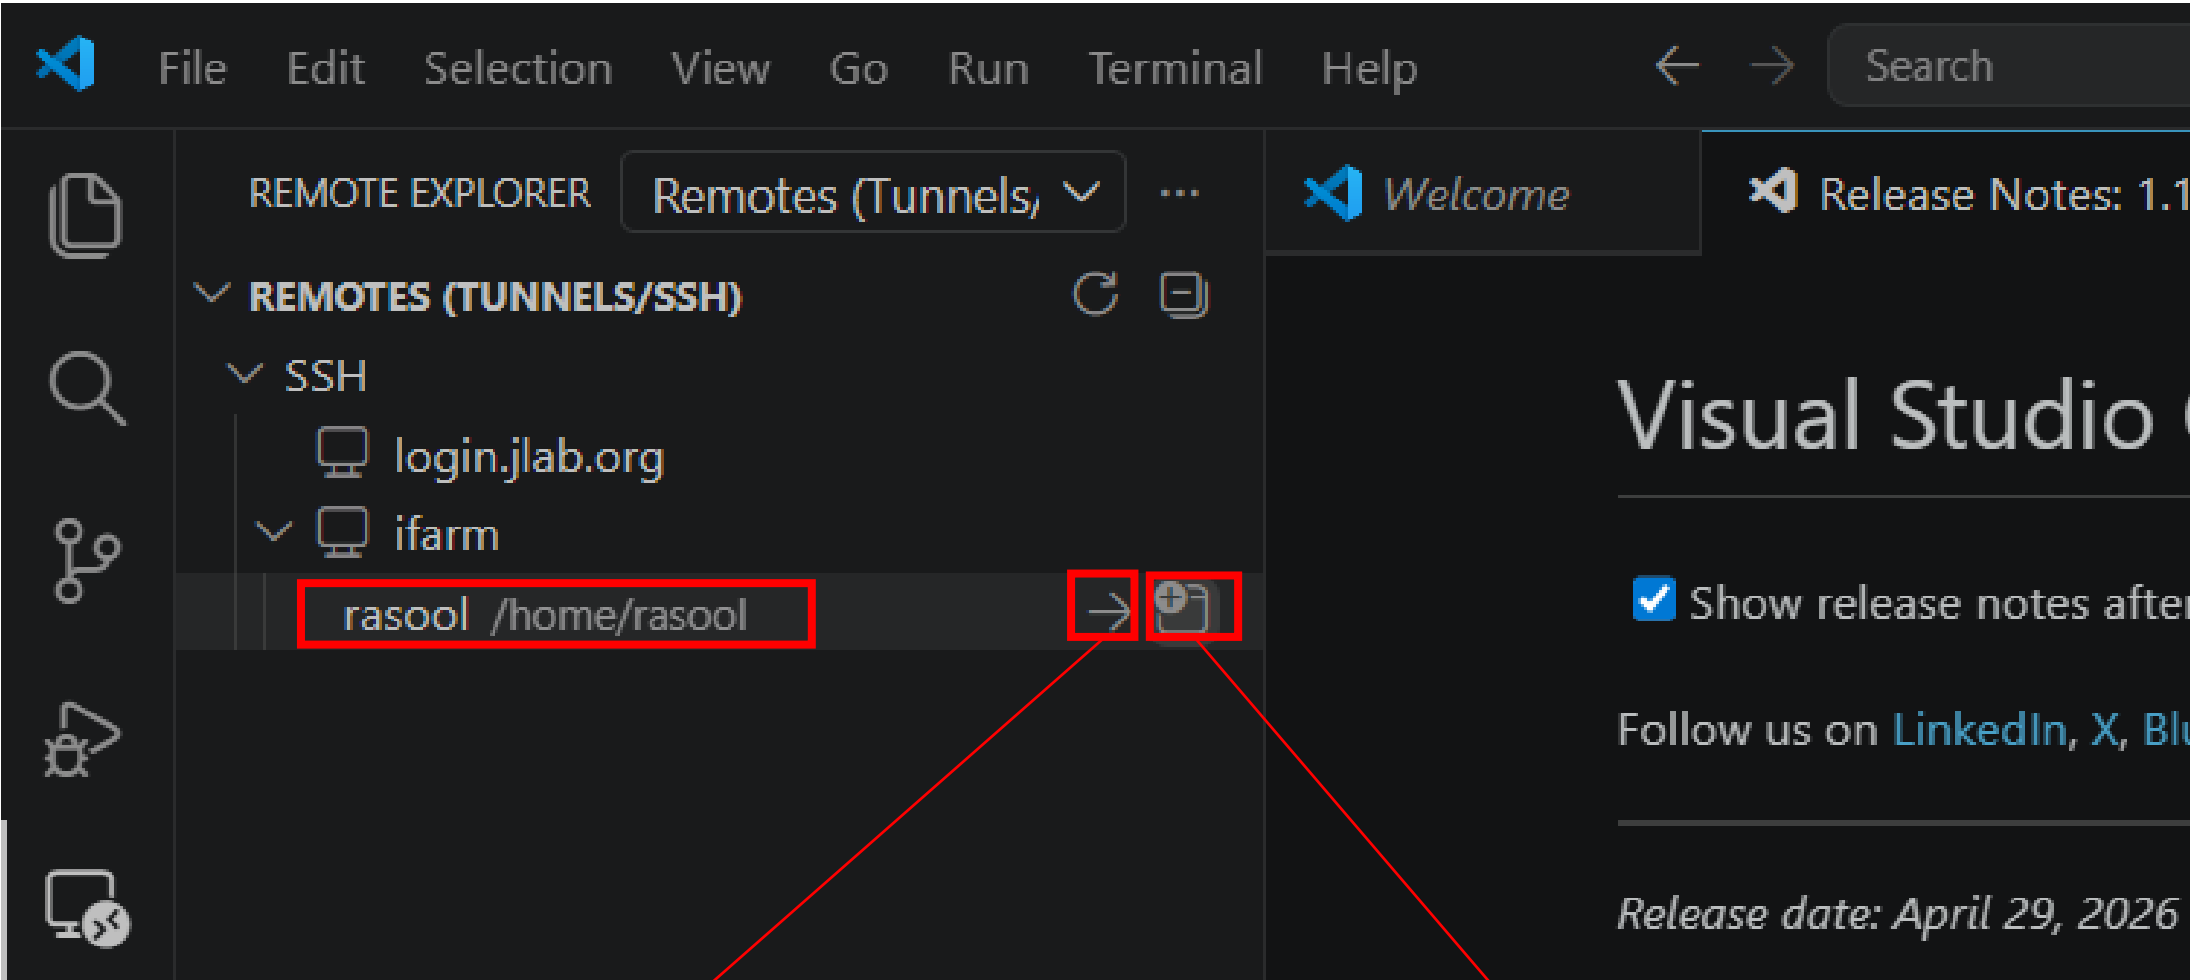 File Edit Selection View Go Run Terminal Help Search
REMOTE EXPLORER Remotes (Tunnels/ ...
Welcome Release Notes: 1.1
REMOTES (TUNNELS/SSH)
SSH
login.jlab.org
ifarm
rasool /home/rasool
Visual Studio
Show release notes after
Follow us on LinkedIn, X, Blu
Release date: April 29, 2026